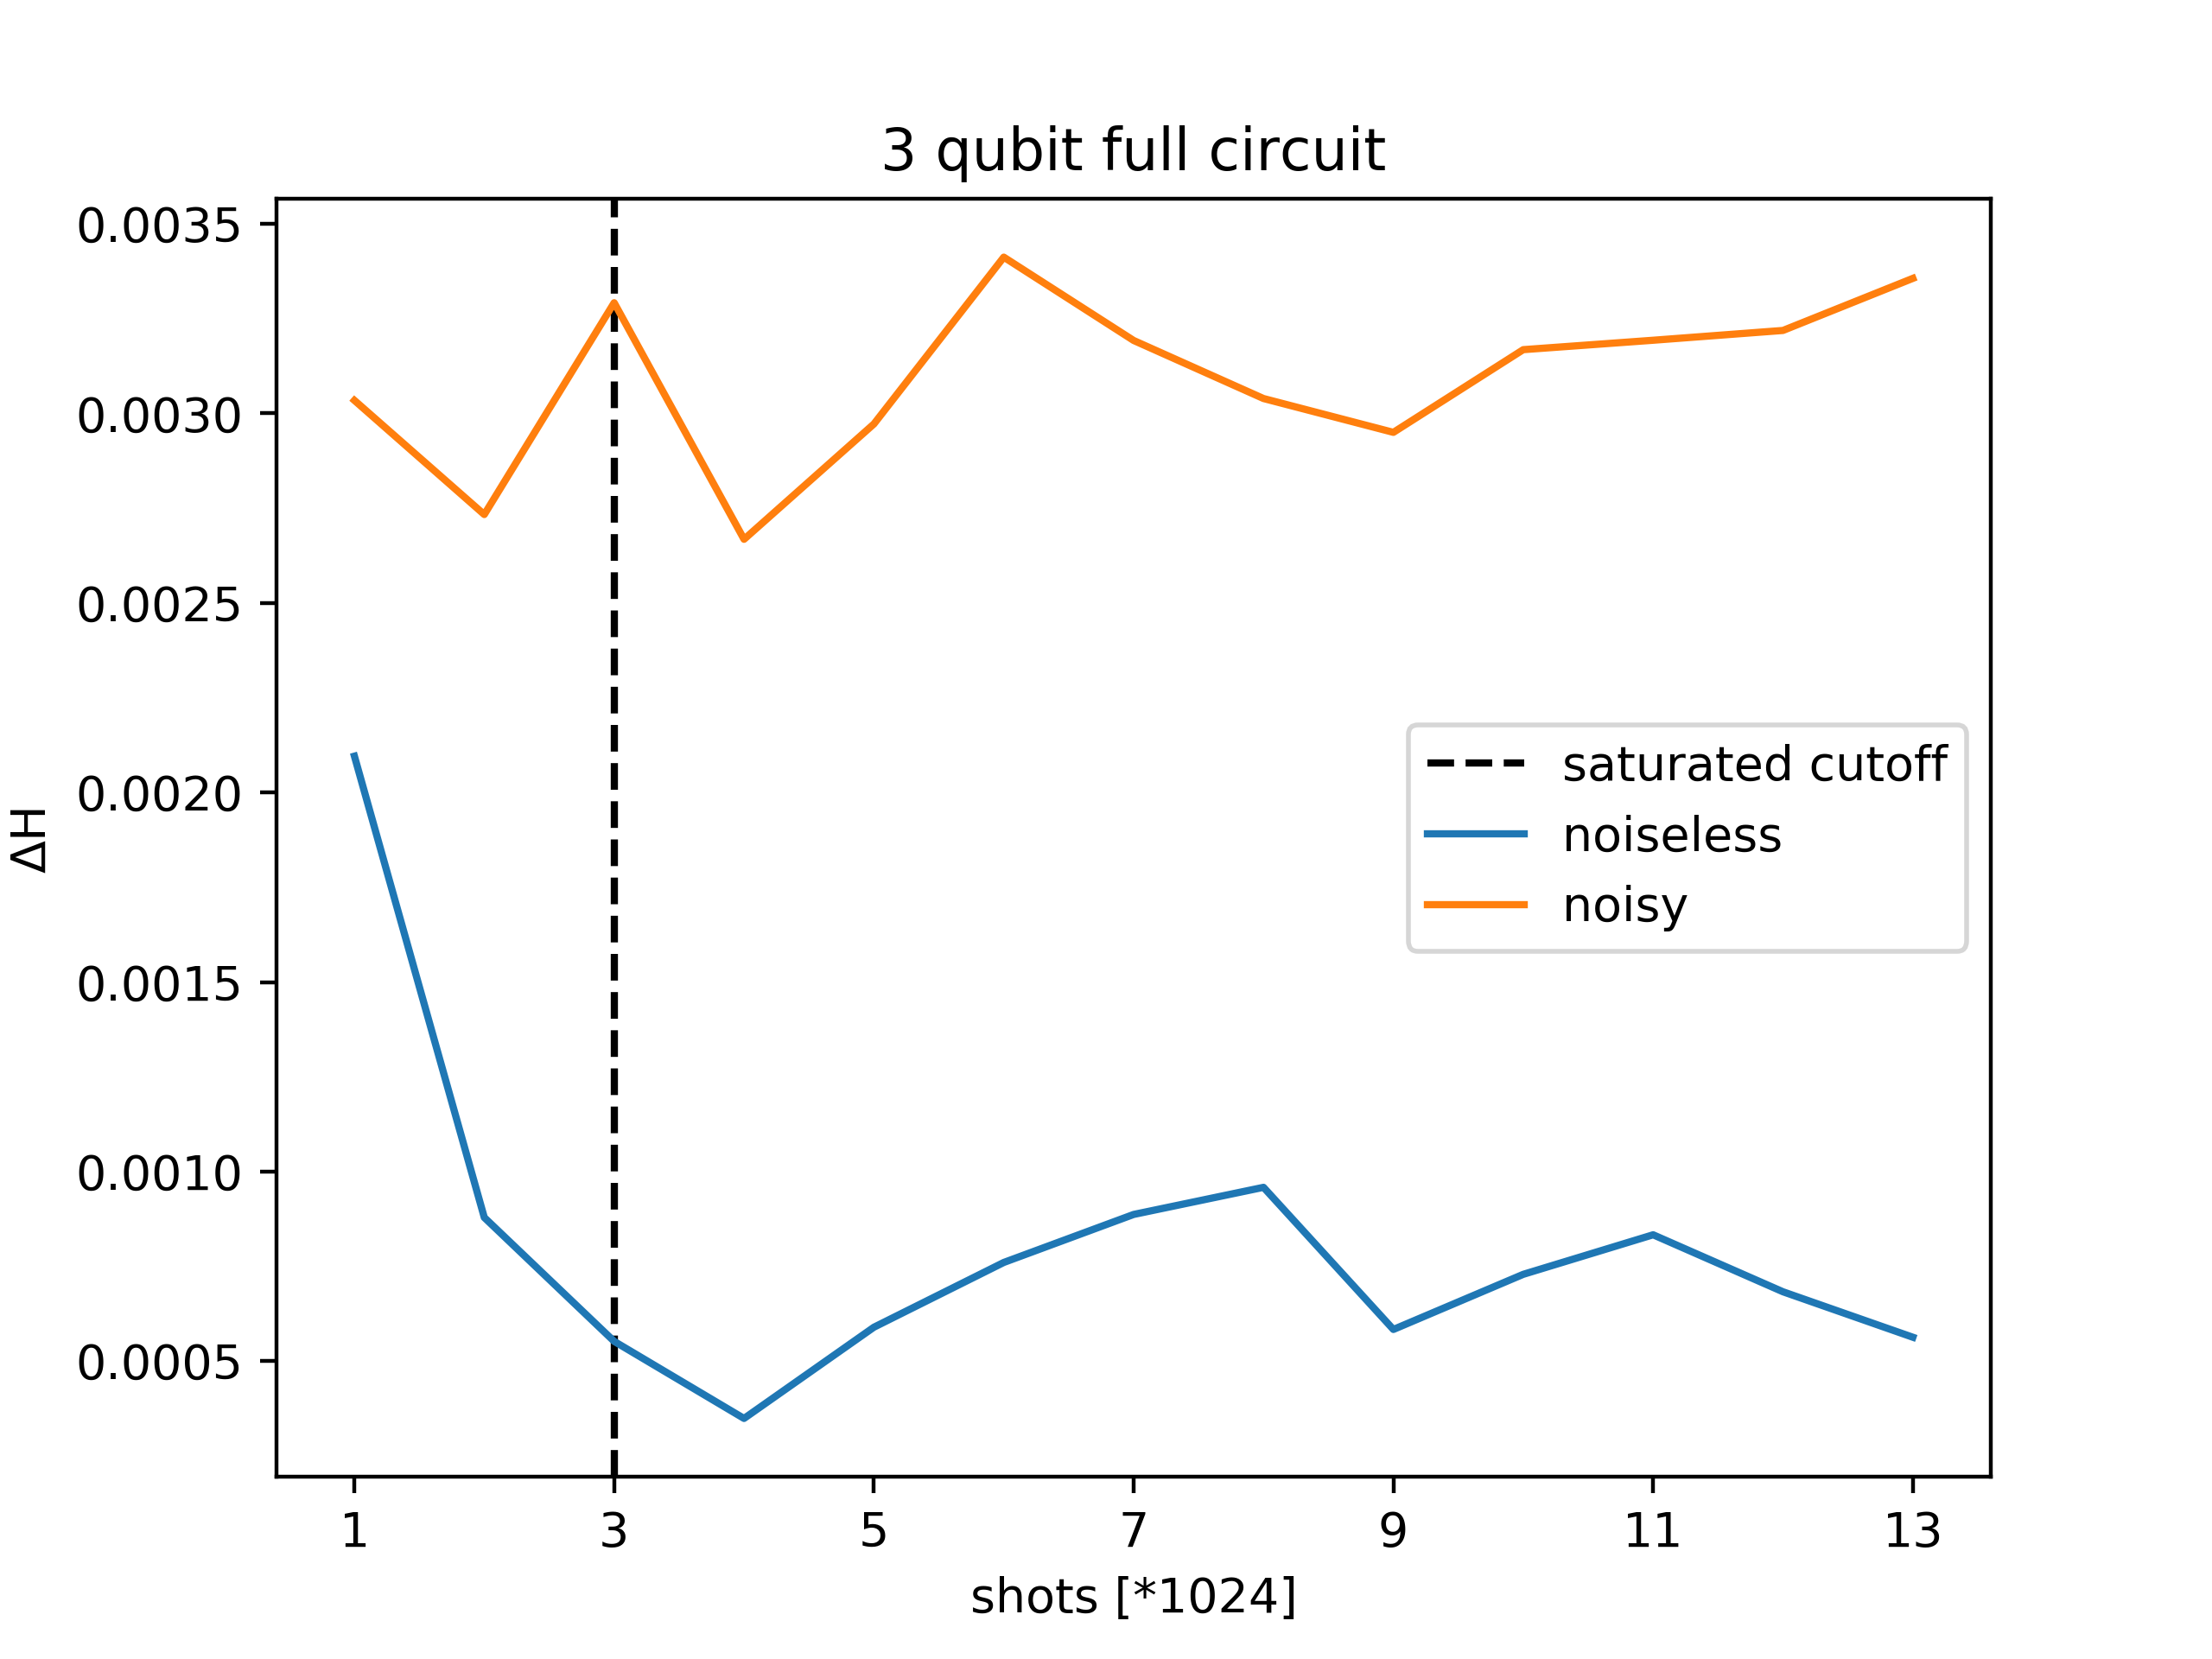 3 qubit full circuit
0.0035
0.0030
0.0025
0.0020
0.0015
0.0010
0.0005
ΔH
saturated cutoff
noiseless
noisy
1 3 5 7 9 11 13
shots [*1024]